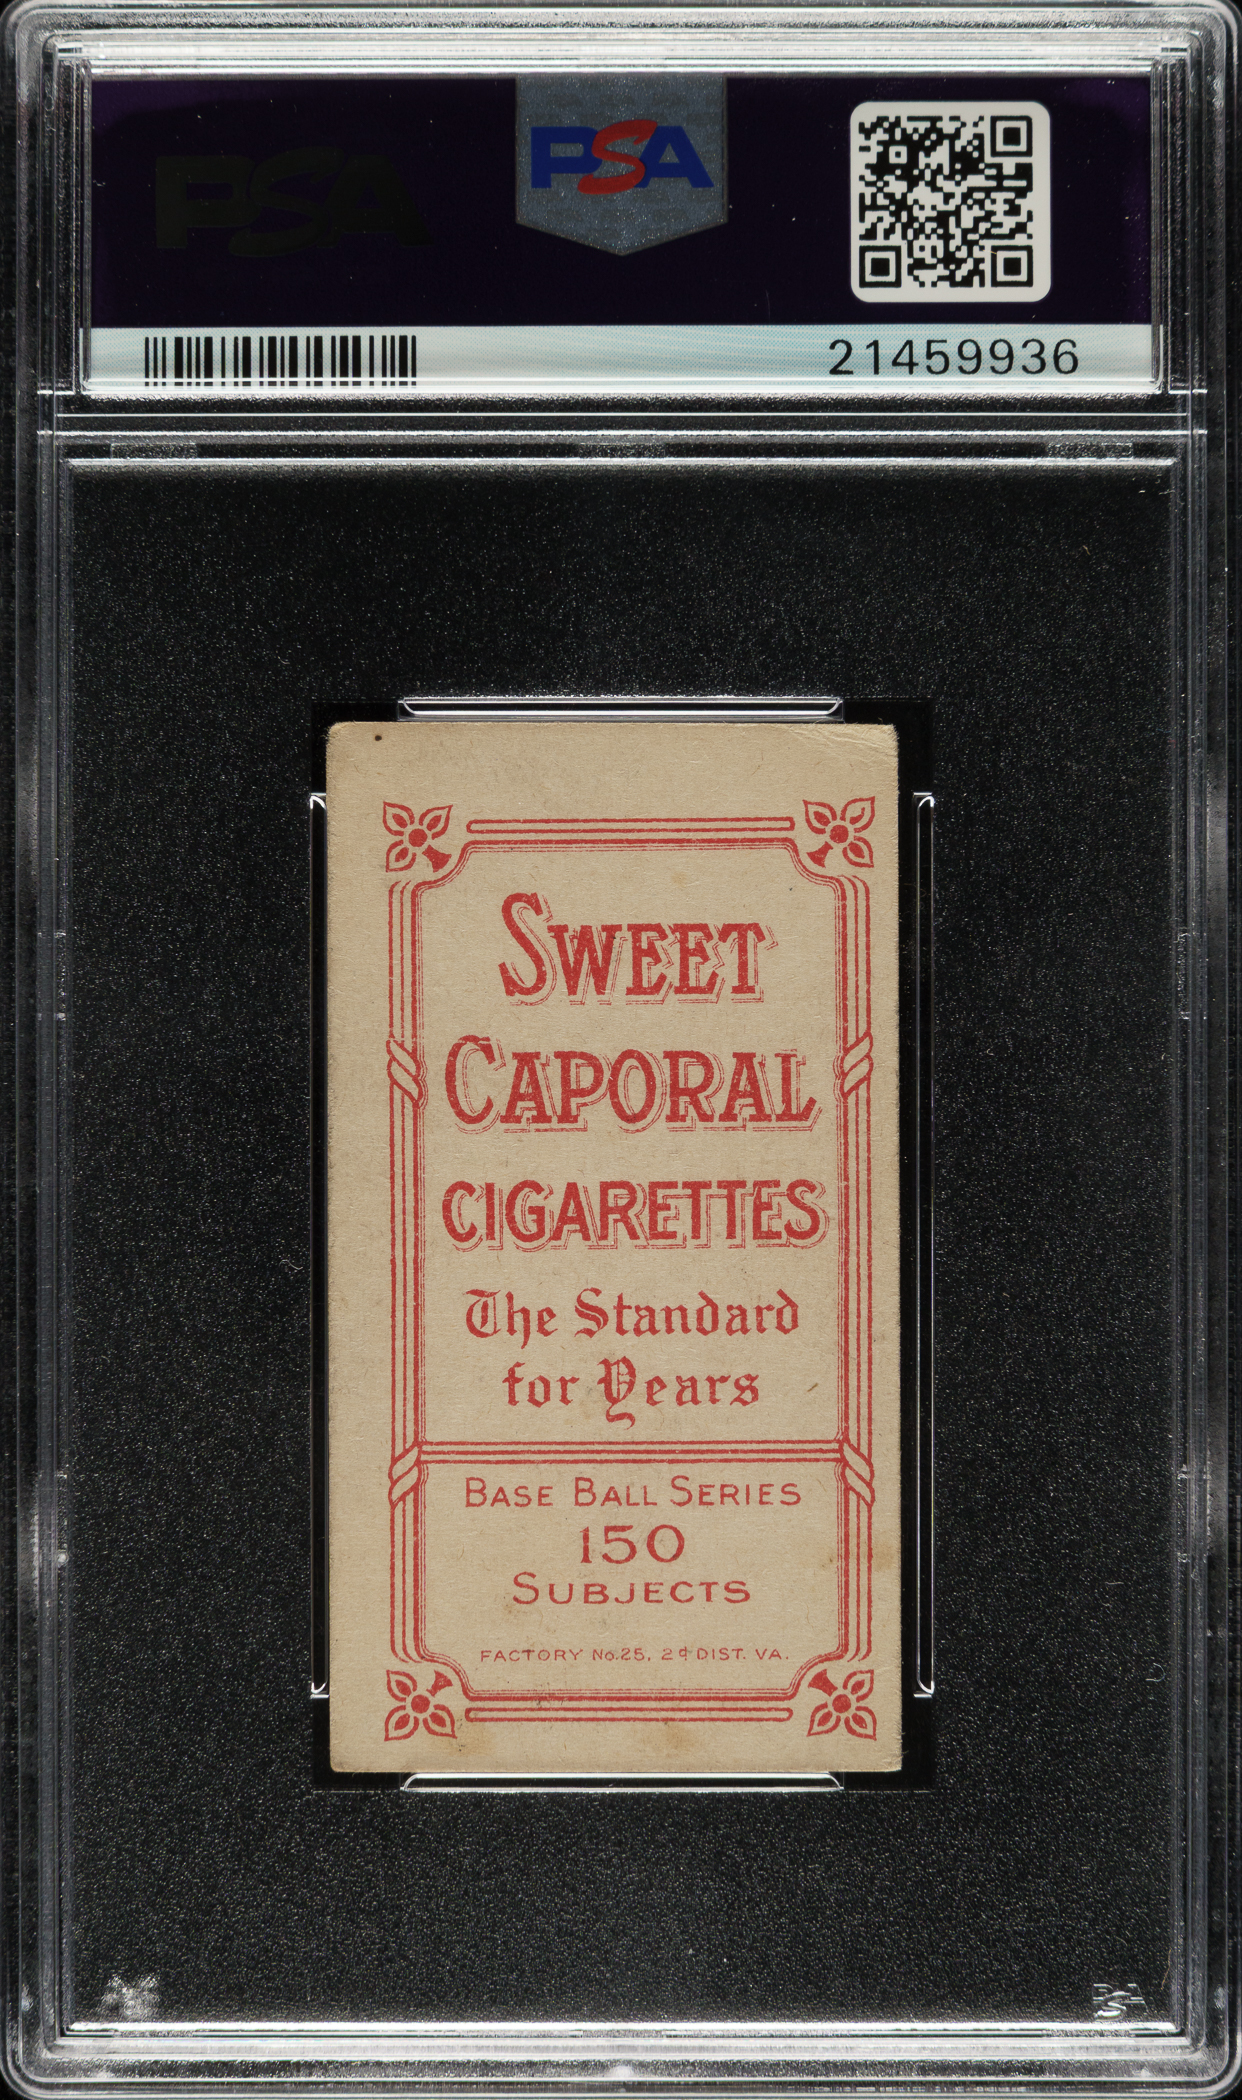 PSA
PSA
21459936
SWEET
CAPORAL
CIGARETTES
The Standard
for Years
BASE BALL SERIES
150
SUBJECTS
FACTORY No. 25, 2d DIST. VA.
PSA